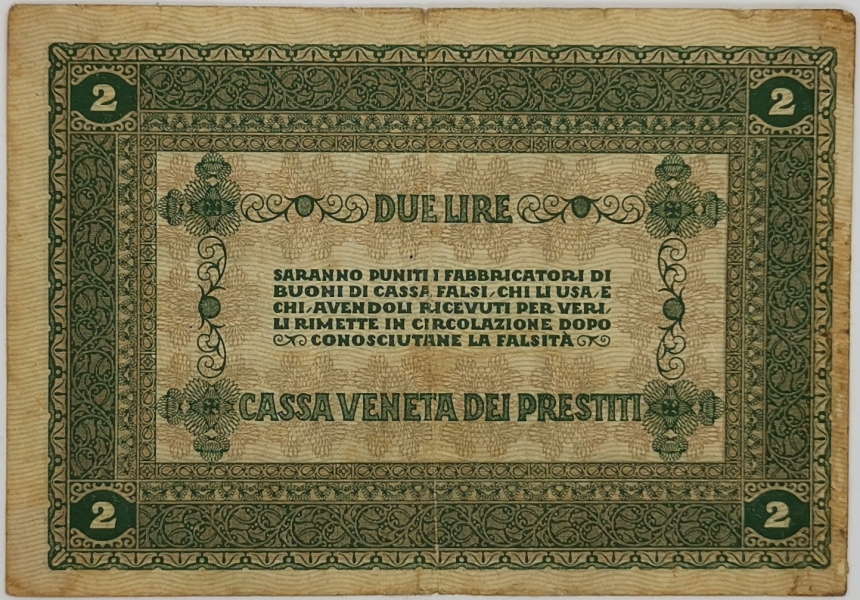 2 2
DUE LIRE
SARANNO PUNITI I FABBRICATORI DI
BUONI DI CASSA FALSI, CHI LI USA, E
CHI, AVENDOLI RICEVUTI PER VERI,
LI RIMETTE IN CIRCOLAZIONE DOPO
CONOSCIUTANE LA FALSITÀ
CASSA VENETA DEI PRESTITI
2 2